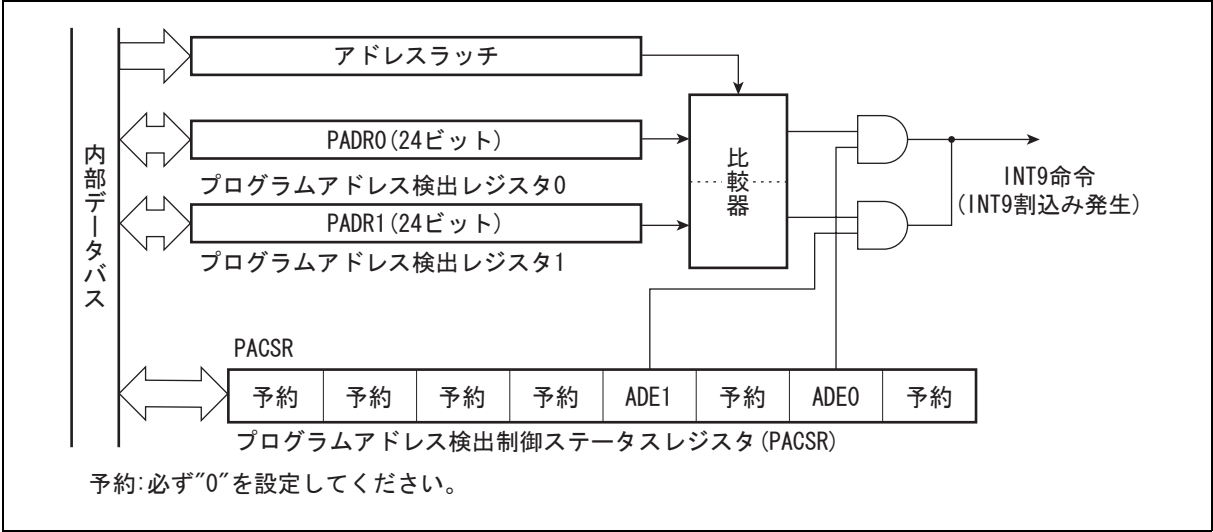 内部データバス
アドレスラッチ
PADR0(24ビット)
プログラムアドレス検出レジスタ0
PADR1(24ビット)
プログラムアドレス検出レジスタ1
比較器
INT9命令
(INT9割込み発生)
PACSR
予約 予約 予約 予約 ADE1 予約 ADE0 予約
プログラムアドレス検出制御ステータスレジスタ(PACSR)
予約:必ず"0"を設定してください。